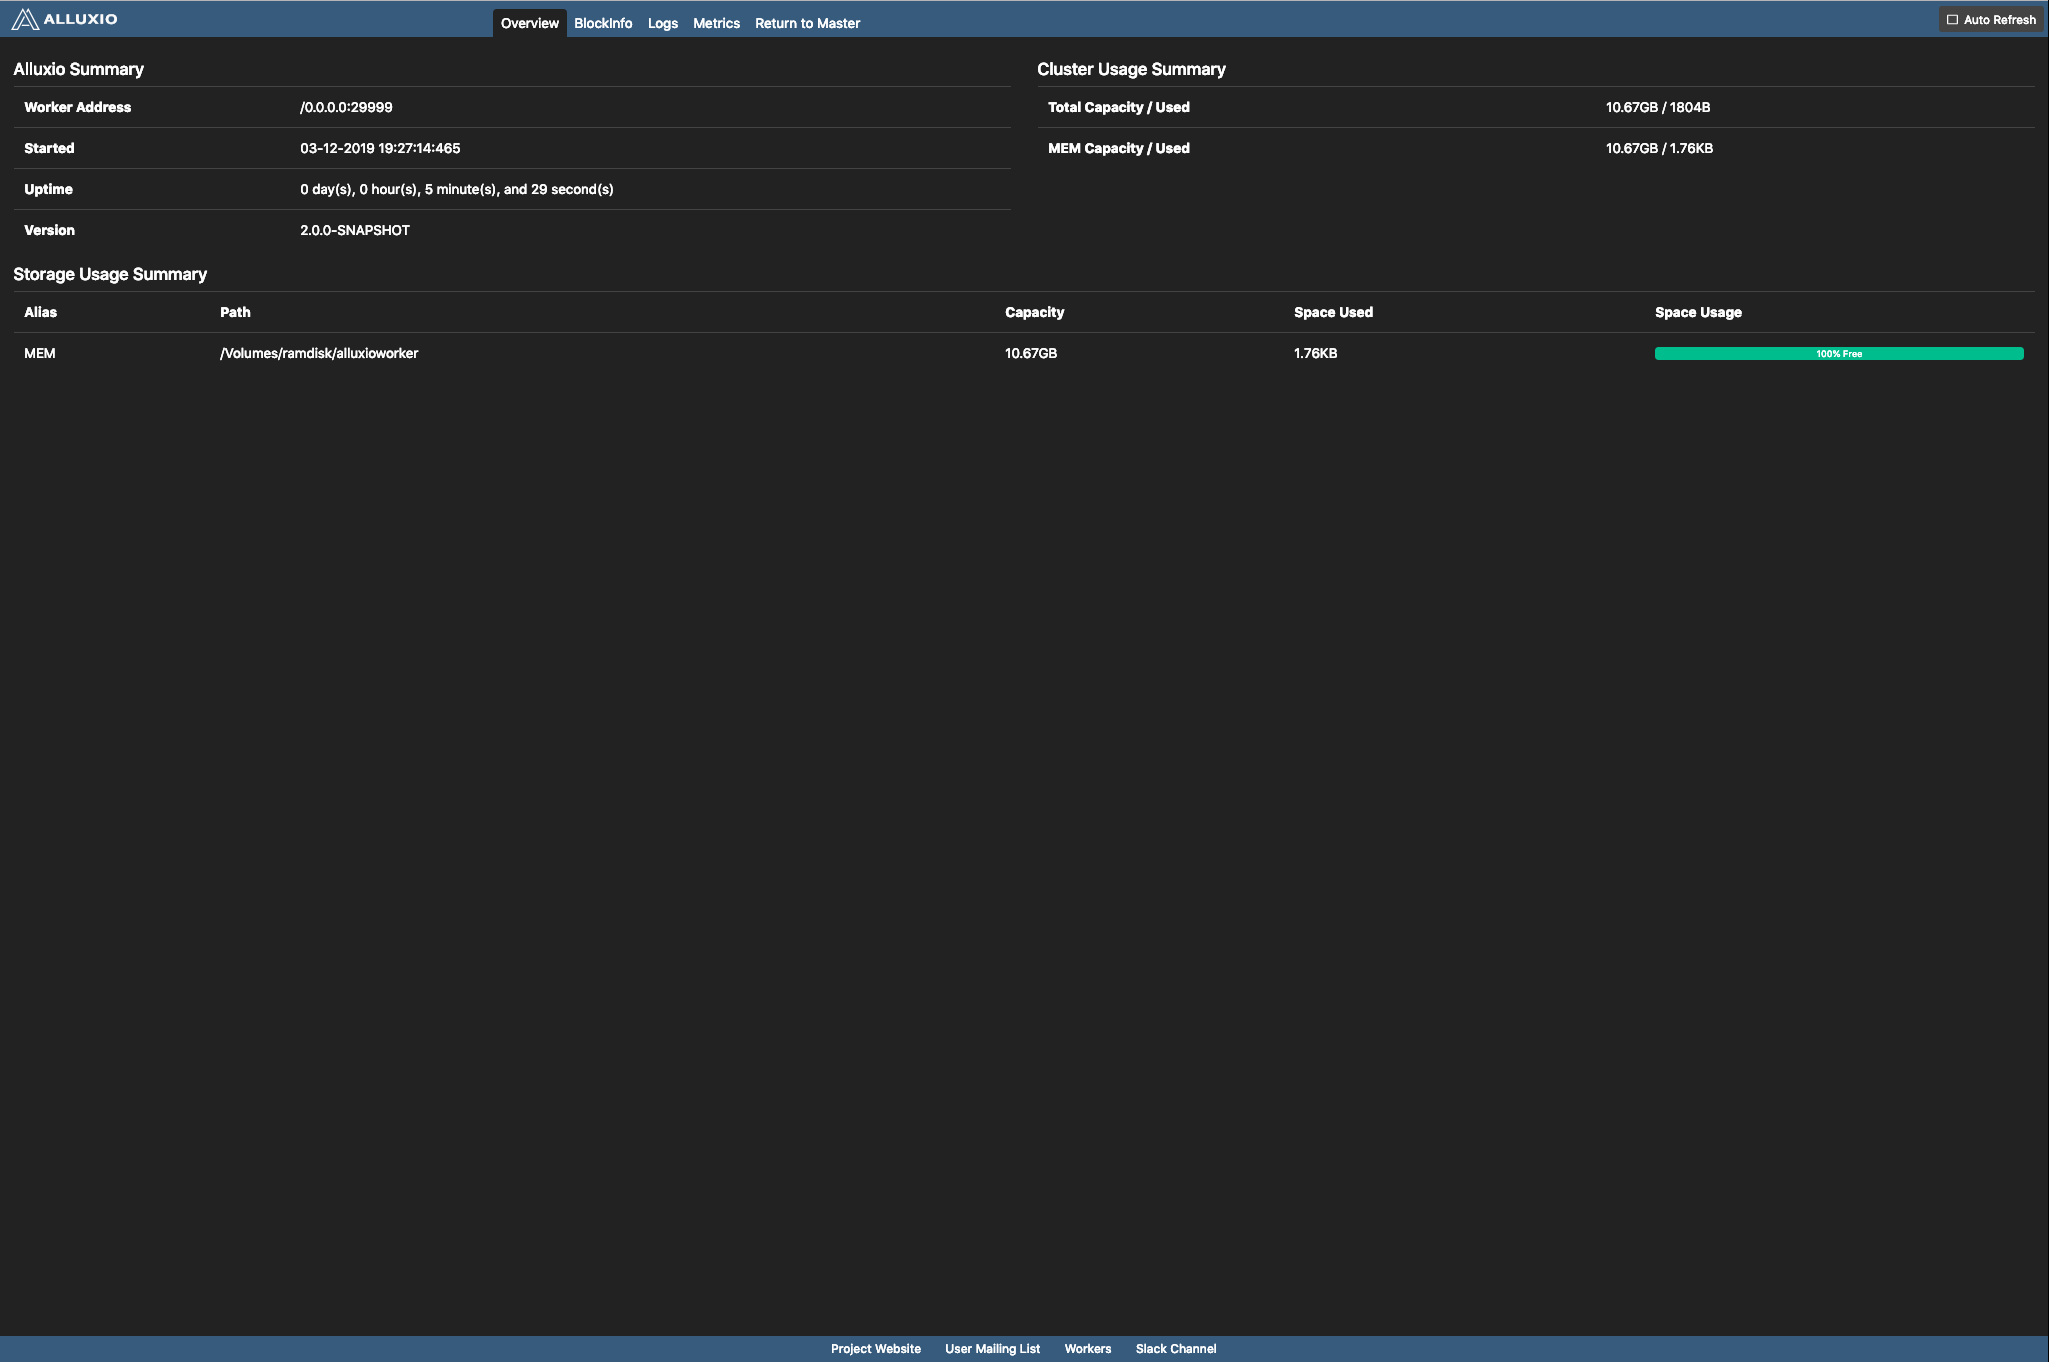 ALLUXIO
Overview BlockInfo Logs Metrics Return to Master
Auto Refresh
Alluxio Summary
Worker Address /0.0.0.0:29999
Started 03-12-2019 19:27:14:465
Uptime 0 day(s), 0 hour(s), 5 minute(s), and 29 second(s)
Version 2.0.0-SNAPSHOT
Cluster Usage Summary
Total Capacity / Used 10.67GB / 1804B
MEM Capacity / Used 10.67GB / 1.76KB
Storage Usage Summary
Alias Path Capacity Space Used Space Usage
MEM /Volumes/ramdisk/alluxioworker 10.67GB 1.76KB 100% Free
Project Website User Mailing List Workers Slack Channel